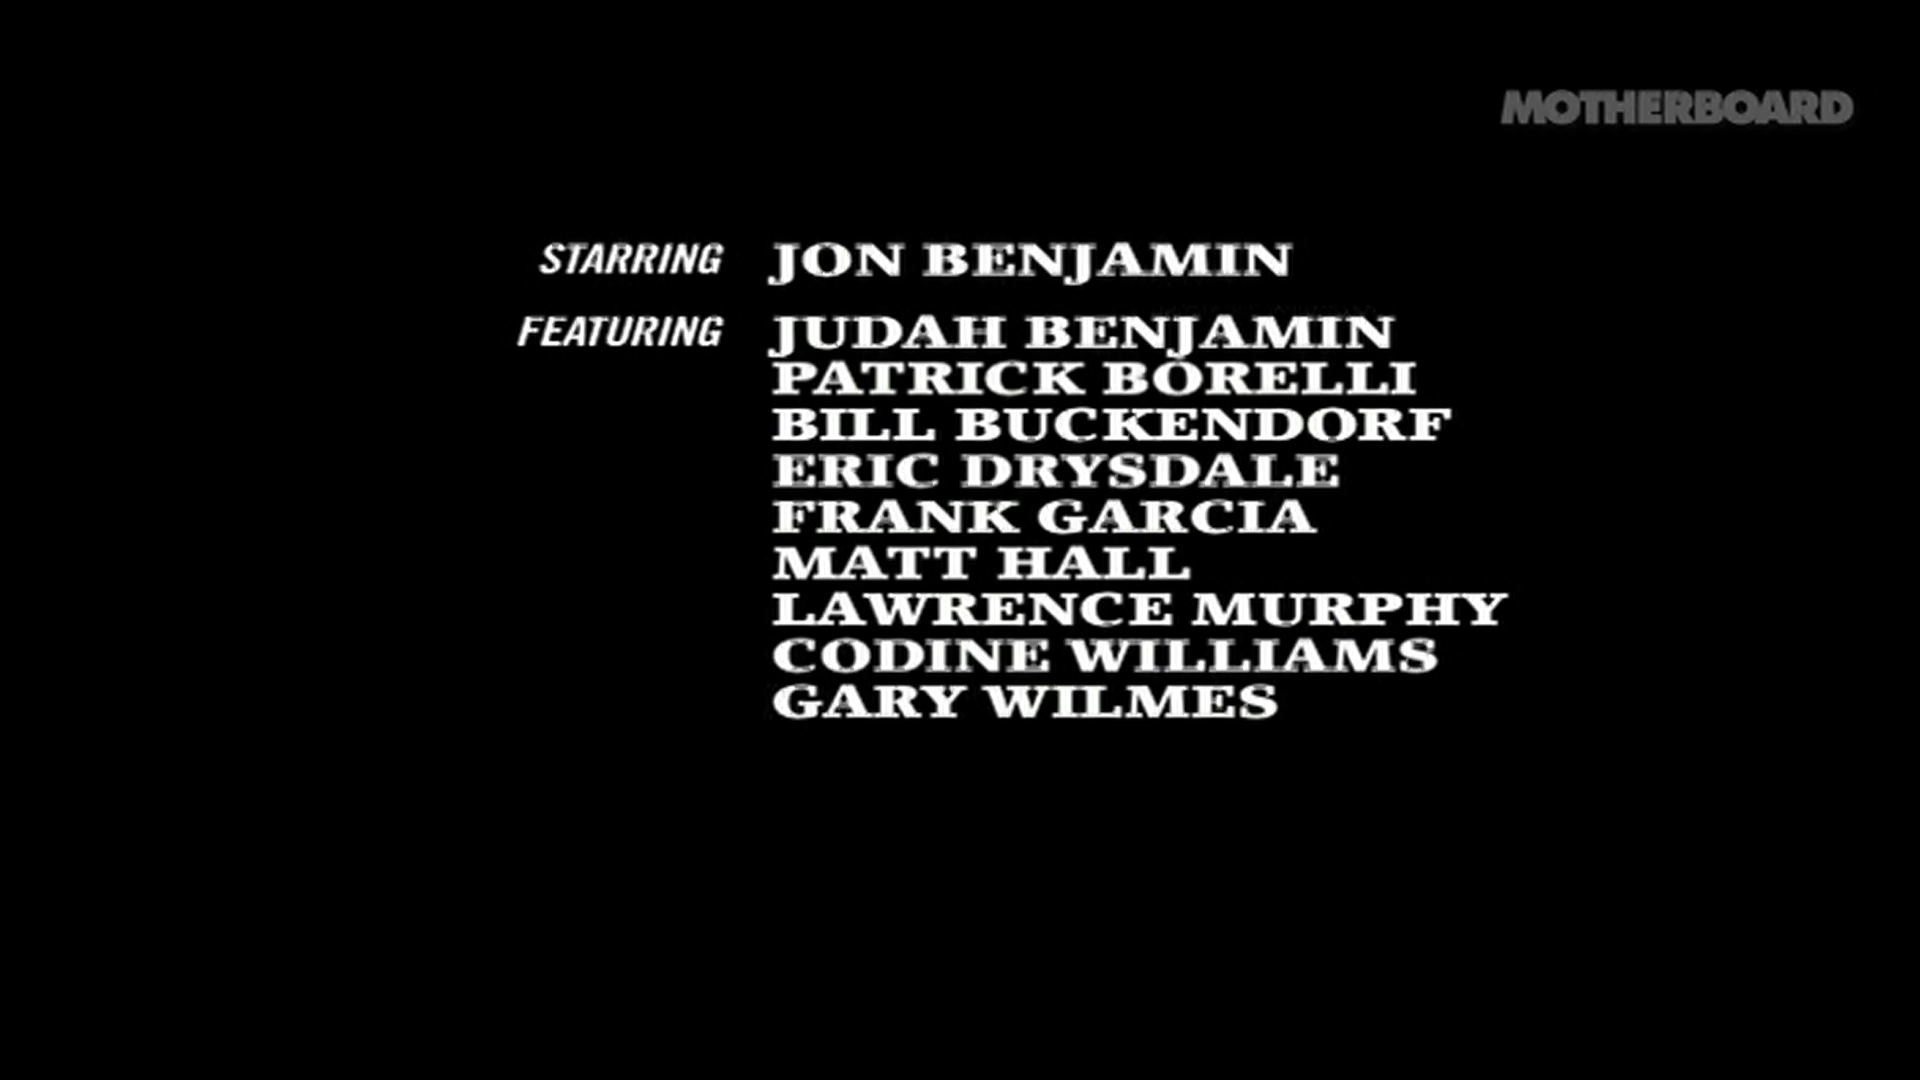 MOTHERBOARD
STARRING JON BENJAMIN
FEATURING JUDAH BENJAMIN
PATRICK BORELLI
BILL BUCKENDORF
ERIC DRYSDALE
FRANK GARCIA
MATT HALL
LAWRENCE MURPHY
CODINE WILLIAMS
GARY WILMES